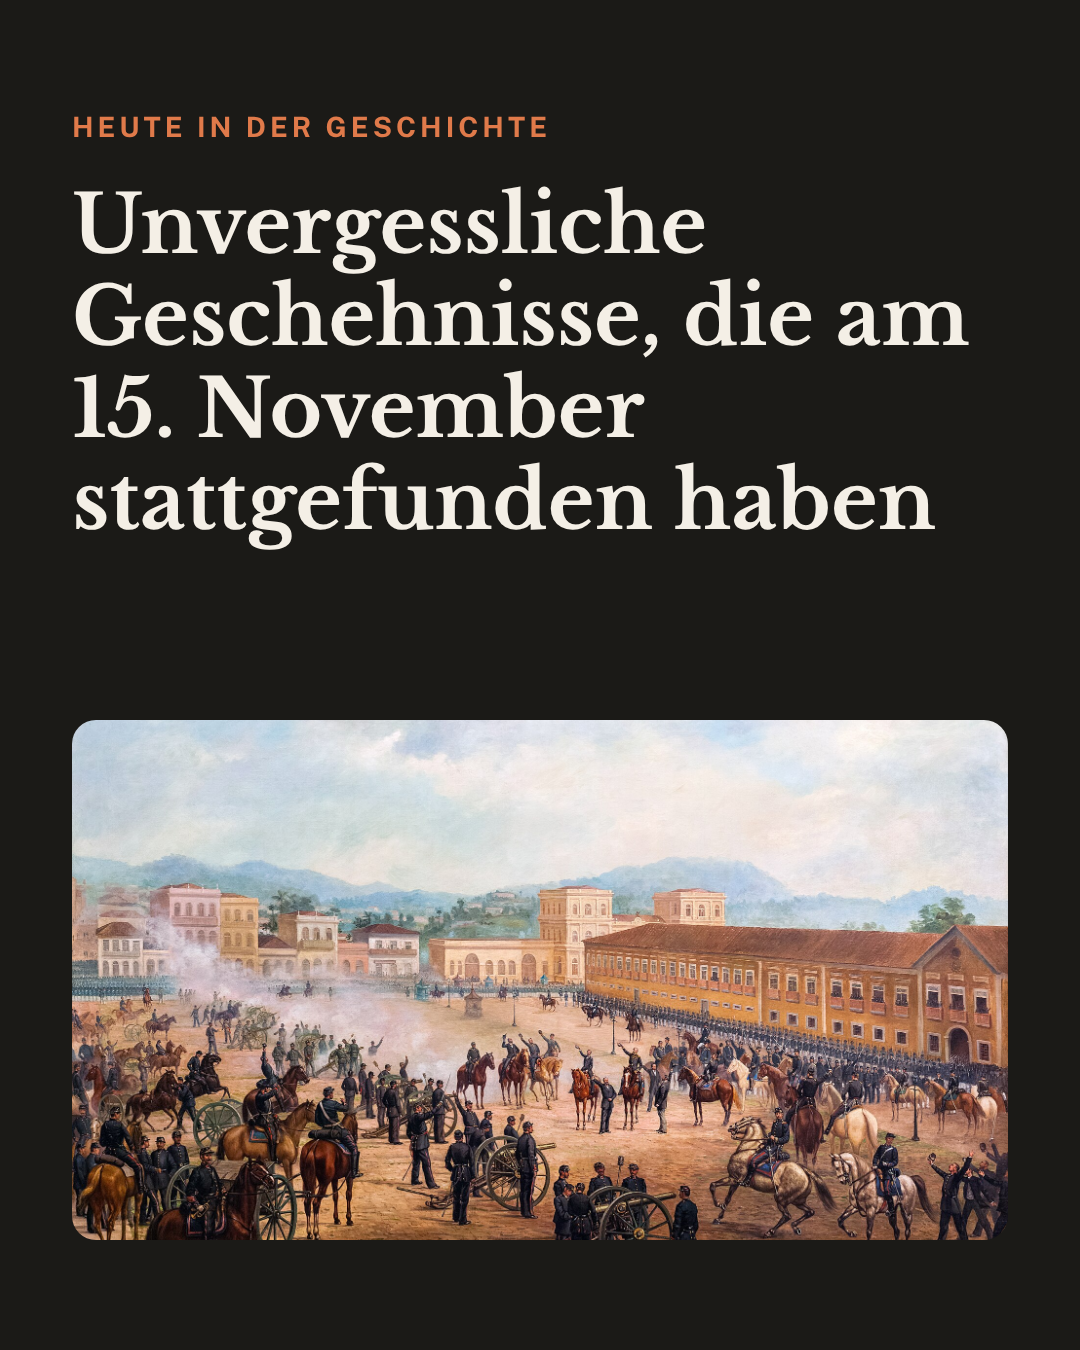 HEUTE IN DER GESCHICHTE
Unvergessliche
Geschehnisse, die am
15. November
stattgefunden haben